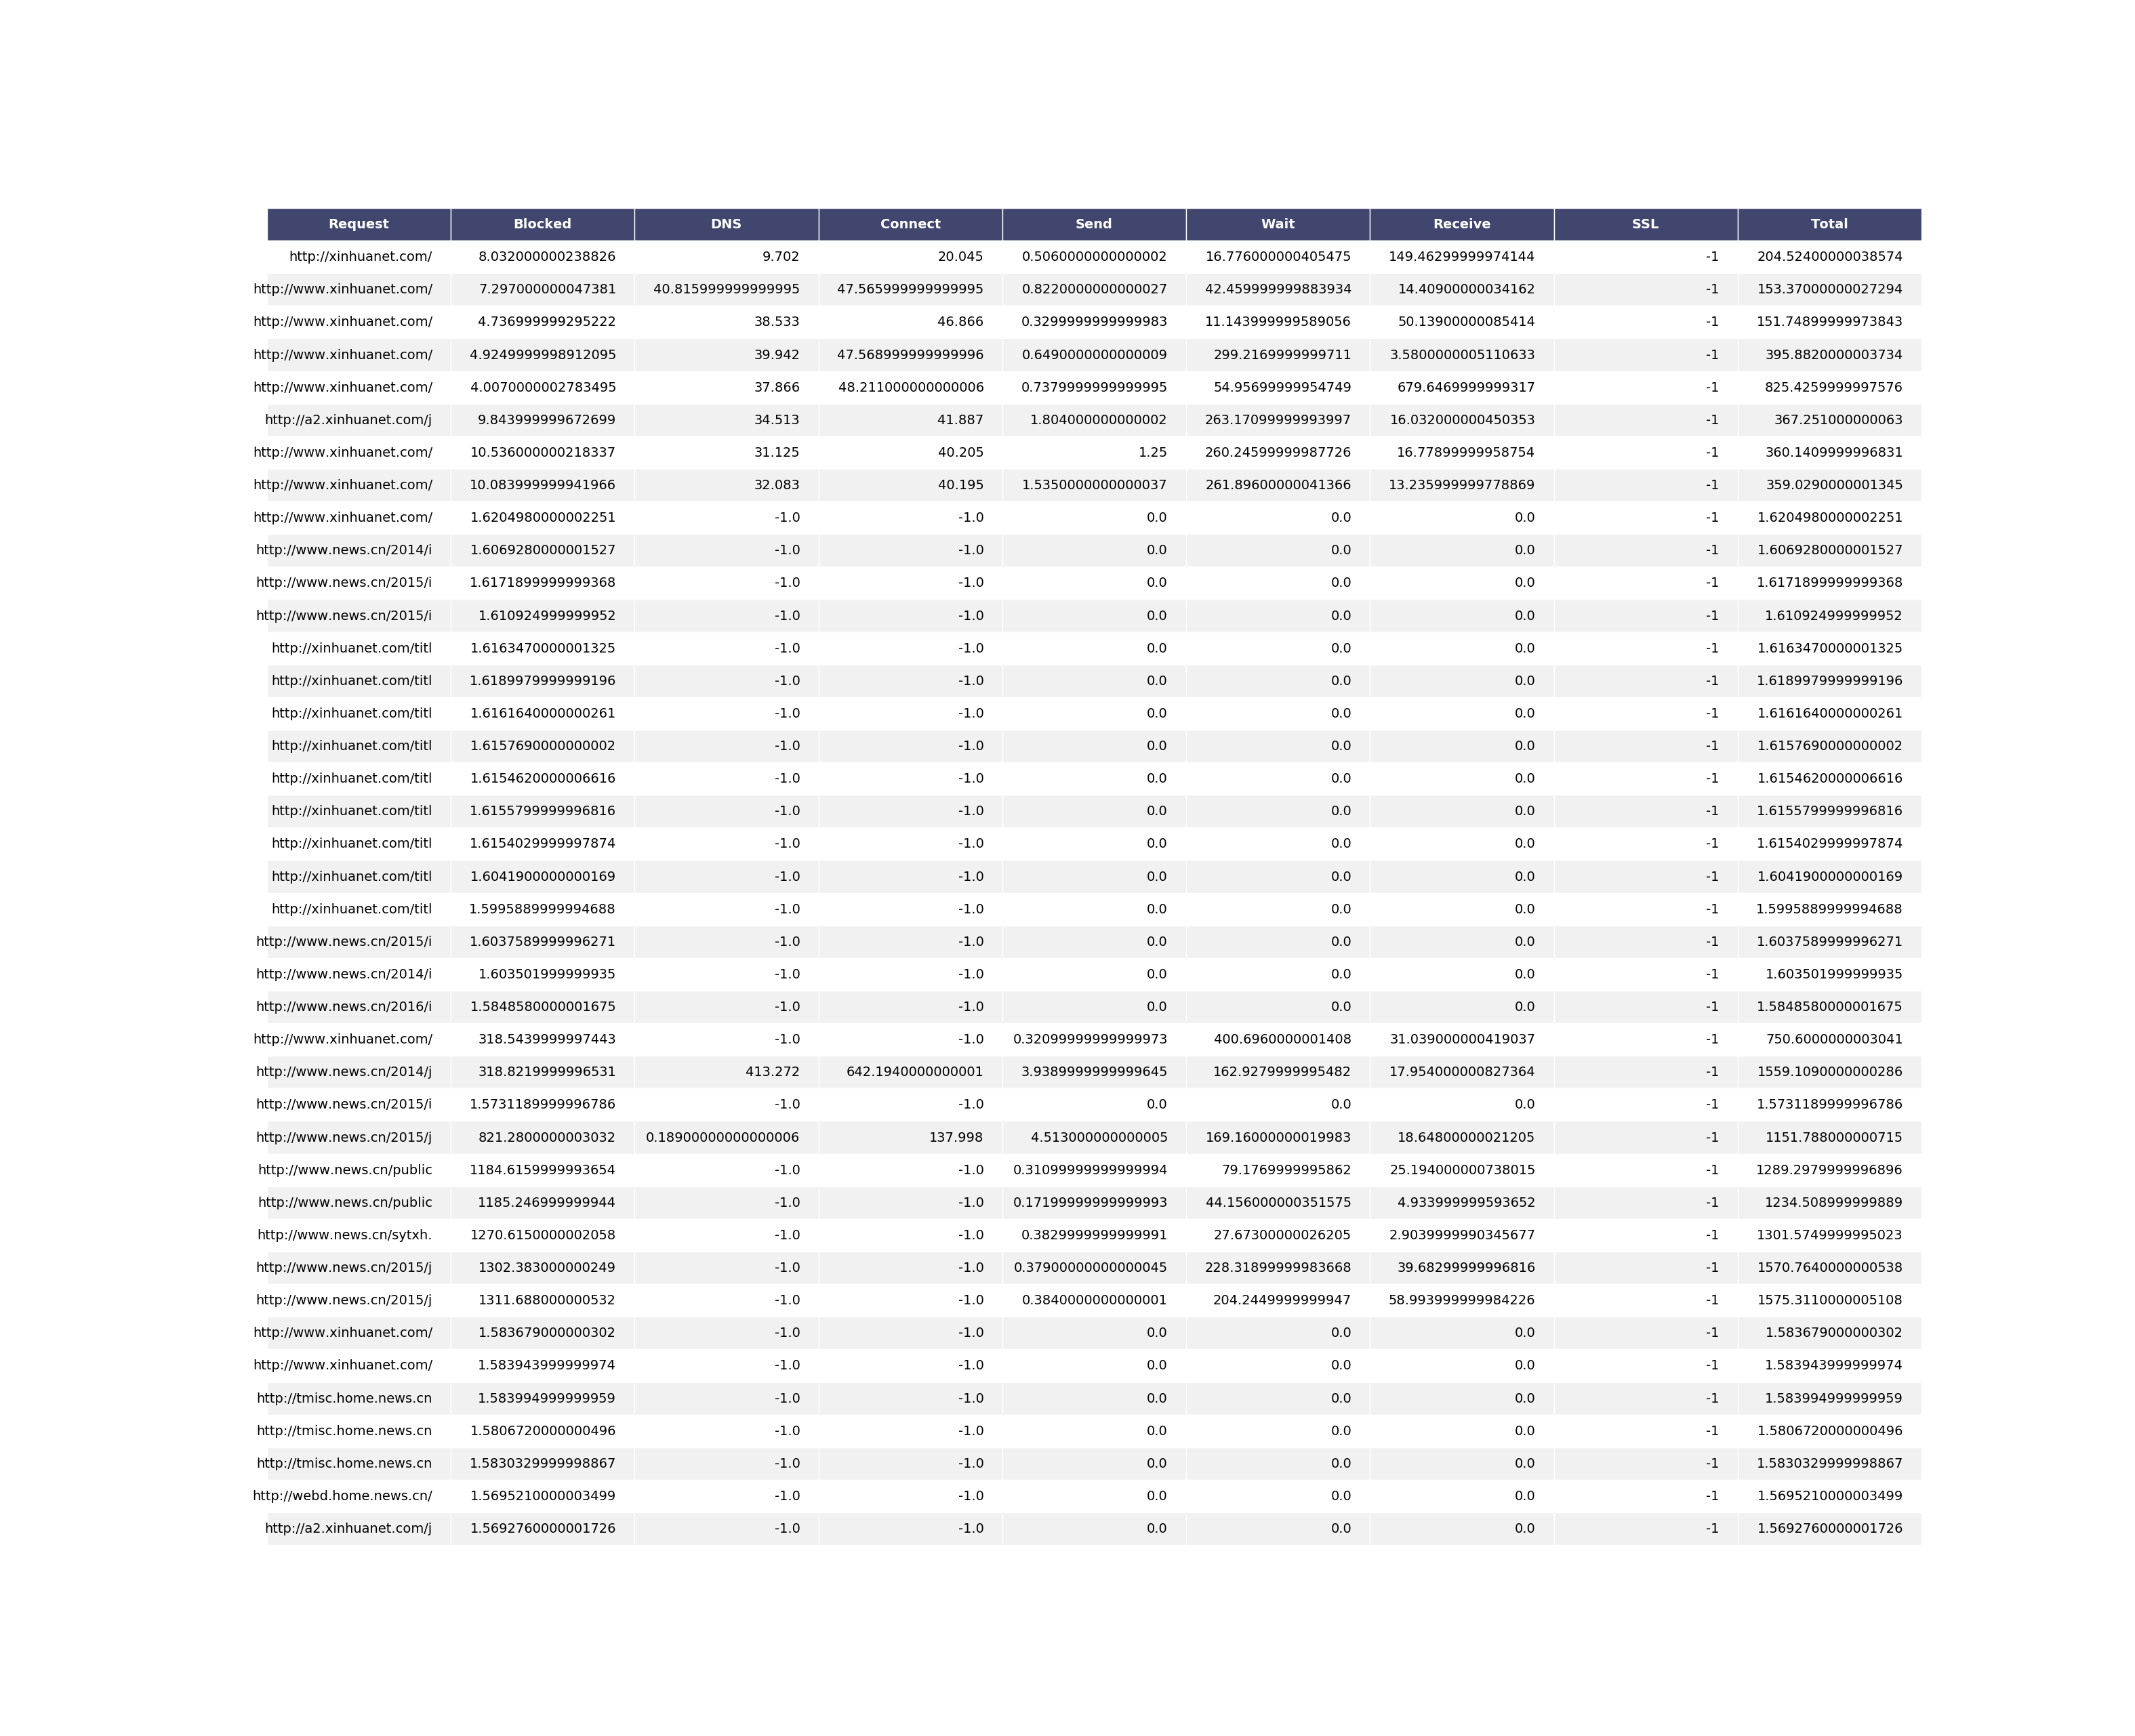 Request Blocked DNS Connect Send Wait Receive SSL Total
http://xinhuanet.com/ 8.032000000238826 9.702 20.045 0.5060000000000002 16.776000000405475 149.46299999974144 -1 204.52400000038574
http://www.xinhuanet.com/ 7.297000000047381 40.815999999999995 47.565999999999995 0.8220000000000027 42.459999999883934 14.40900000034162 -1 153.37000000027294
http://www.xinhuanet.com/ 4.736999999295222 38.533 46.866 0.3299999999999983 11.143999999589056 50.13900000085414 -1 151.74899999973843
http://www.xinhuanet.com/ 4.9249999998912095 39.942 47.568999999999996 0.6490000000000009 299.2169999999711 3.5800000005110633 -1 395.8820000003734
http://www.xinhuanet.com/ 4.0070000002783495 37.866 48.211000000000006 0.7379999999999995 54.95699999954749 679.6469999999317 -1 825.4259999997576
http://a2.xinhuanet.com/j 9.843999999672699 34.513 41.887 1.804000000000002 263.17099999993997 16.032000000450353 -1 367.251000000063
http://www.xinhuanet.com/ 10.536000000218337 31.125 40.205 1.25 260.24599999987726 16.77899999958754 -1 360.1409999996831
http://www.xinhuanet.com/ 10.083999999941966 32.083 40.195 1.5350000000000037 261.89600000041366 13.235999999778869 -1 359.0290000001345
http://www.xinhuanet.com/ 1.6204980000002251 -1.0 -1.0 0.0 0.0 0.0 -1 1.6204980000002251
http://www.news.cn/2014/i 1.6069280000001527 -1.0 -1.0 0.0 0.0 0.0 -1 1.6069280000001527
http://www.news.cn/2015/i 1.6171899999999368 -1.0 -1.0 0.0 0.0 0.0 -1 1.6171899999999368
http://www.news.cn/2015/i 1.610924999999952 -1.0 -1.0 0.0 0.0 0.0 -1 1.610924999999952
http://xinhuanet.com/titl 1.6163470000001325 -1.0 -1.0 0.0 0.0 0.0 -1 1.6163470000001325
http://xinhuanet.com/titl 1.6189979999999196 -1.0 -1.0 0.0 0.0 0.0 -1 1.6189979999999196
http://xinhuanet.com/titl 1.6161640000000261 -1.0 -1.0 0.0 0.0 0.0 -1 1.6161640000000261
http://xinhuanet.com/titl 1.6157690000000002 -1.0 -1.0 0.0 0.0 0.0 -1 1.6157690000000002
http://xinhuanet.com/titl 1.6154620000006616 -1.0 -1.0 0.0 0.0 0.0 -1 1.6154620000006616
http://xinhuanet.com/titl 1.6155799999996816 -1.0 -1.0 0.0 0.0 0.0 -1 1.6155799999996816
http://xinhuanet.com/titl 1.6154029999997874 -1.0 -1.0 0.0 0.0 0.0 -1 1.6154029999997874
http://xinhuanet.com/titl 1.6041900000000169 -1.0 -1.0 0.0 0.0 0.0 -1 1.6041900000000169
http://xinhuanet.com/titl 1.5995889999994688 -1.0 -1.0 0.0 0.0 0.0 -1 1.5995889999994688
http://www.news.cn/2015/i 1.6037589999996271 -1.0 -1.0 0.0 0.0 0.0 -1 1.6037589999996271
http://www.news.cn/2014/i 1.603501999999935 -1.0 -1.0 0.0 0.0 0.0 -1 1.603501999999935
http://www.news.cn/2016/i 1.5848580000001675 -1.0 -1.0 0.0 0.0 0.0 -1 1.5848580000001675
http://www.xinhuanet.com/ 318.5439999997443 -1.0 -1.0 0.32099999999999973 400.6960000001408 31.039000000419037 -1 750.6000000003041
http://www.news.cn/2014/j 318.8219999996531 413.272 642.1940000000001 3.9389999999999645 162.9279999995482 17.954000000827364 -1 1559.1090000000286
http://www.news.cn/2015/i 1.5731189999996786 -1.0 -1.0 0.0 0.0 0.0 -1 1.5731189999996786
http://www.news.cn/2015/j 821.2800000003032 0.18900000000000006 137.998 4.513000000000005 169.16000000019983 18.64800000021205 -1 1151.788000000715
http://www.news.cn/public 1184.6159999993654 -1.0 -1.0 0.31099999999999994 79.1769999995862 25.194000000738015 -1 1289.2979999996896
http://www.news.cn/public 1185.246999999944 -1.0 -1.0 0.17199999999999993 44.156000000351575 4.933999999593652 -1 1234.508999999889
http://www.news.cn/sytxh. 1270.6150000002058 -1.0 -1.0 0.3829999999999991 27.67300000026205 2.9039999990345677 -1 1301.5749999995023
http://www.news.cn/2015/j 1302.383000000249 -1.0 -1.0 0.37900000000000045 228.31899999983668 39.68299999996816 -1 1570.7640000000538
http://www.news.cn/2015/j 1311.688000000532 -1.0 -1.0 0.3840000000000001 204.2449999999947 58.993999999984226 -1 1575.3110000005108
http://www.xinhuanet.com/ 1.583679000000302 -1.0 -1.0 0.0 0.0 0.0 -1 1.583679000000302
http://www.xinhuanet.com/ 1.583943999999974 -1.0 -1.0 0.0 0.0 0.0 -1 1.583943999999974
http://tmisc.home.news.cn 1.583994999999959 -1.0 -1.0 0.0 0.0 0.0 -1 1.583994999999959
http://tmisc.home.news.cn 1.5806720000000496 -1.0 -1.0 0.0 0.0 0.0 -1 1.5806720000000496
http://tmisc.home.news.cn 1.5830329999998867 -1.0 -1.0 0.0 0.0 0.0 -1 1.5830329999998867
http://webd.home.news.cn/ 1.5695210000003499 -1.0 -1.0 0.0 0.0 0.0 -1 1.5695210000003499
http://a2.xinhuanet.com/j 1.5692760000001726 -1.0 -1.0 0.0 0.0 0.0 -1 1.5692760000001726